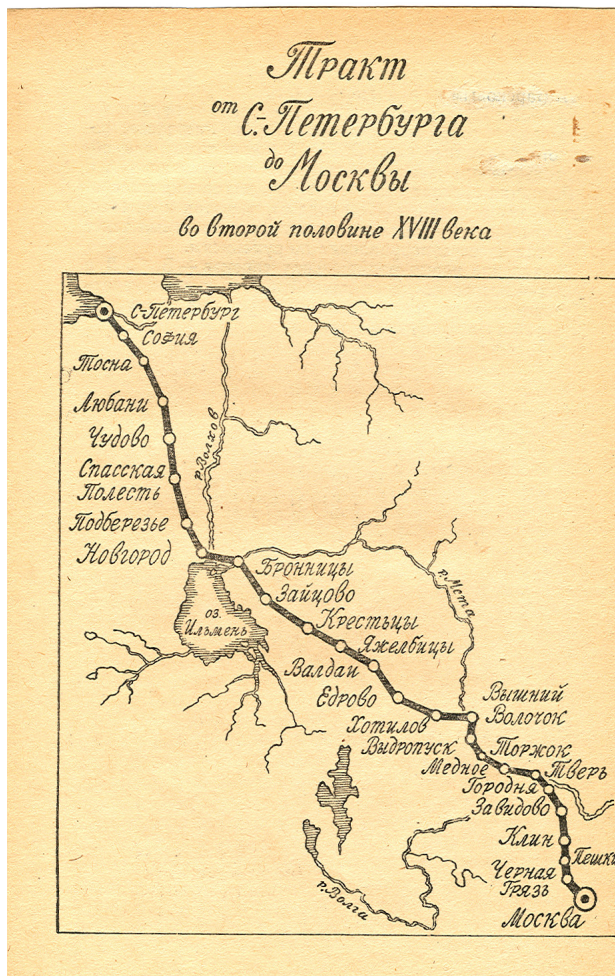 Тракт
от С.-Петербурга
до Москвы
во второй половине XVIII века
С-Петербург
София
Тосна
Любани
Чудово
р. Волхов
Спасская
Полесть
Подберезье
Новгород
Бронницы
Зайцово
р. Мста
оз.
Ильмень
Крестьцы
Яжелбицы
Валдаи
Едрово
Вышний
Волочок
Хотилов
Выдропуск
Торжок
Медное
Тверь
Городня
Завидово
Клин
Пешки
Черная
Грязь
р. Волга
Москва